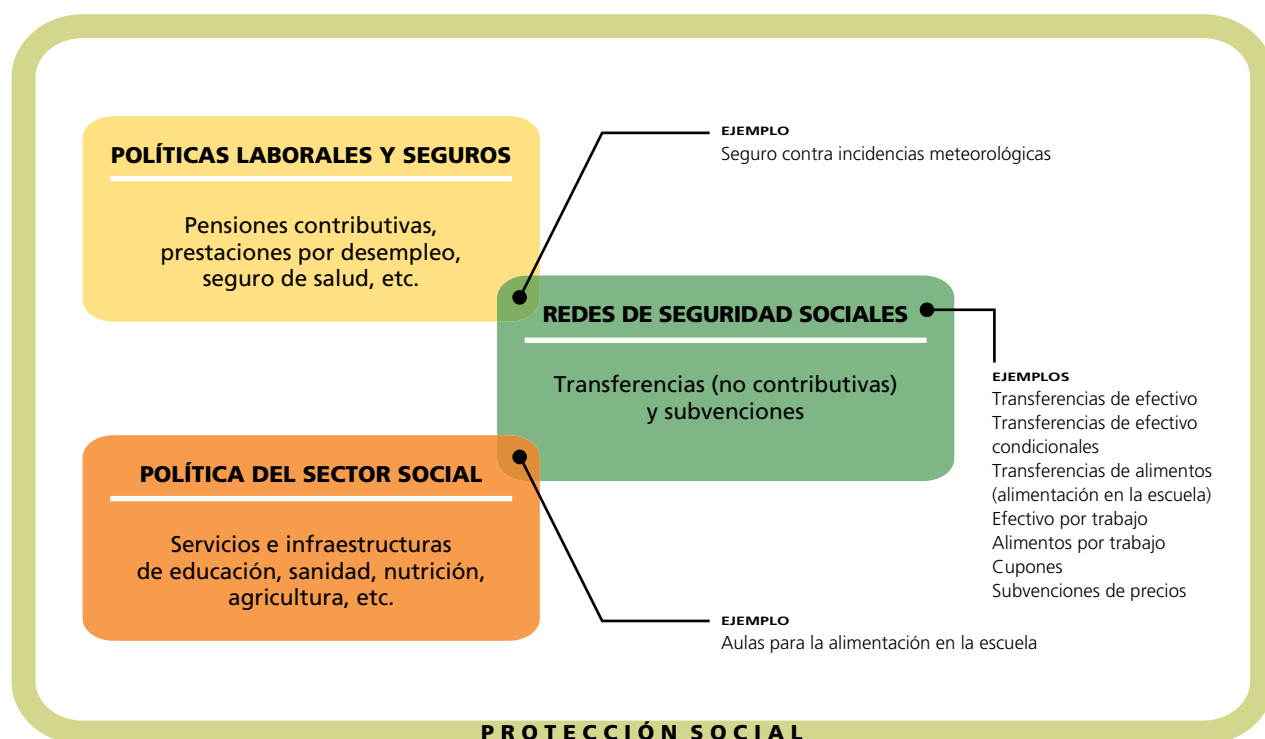 POLÍTICAS LABORALES Y SEGUROS
Pensiones contributivas,
prestaciones por desempleo,
seguro de salud, etc.
EJEMPLO
Seguro contra incidencias meteorológicas
REDES DE SEGURIDAD SOCIALES
Transferencias (no contributivas)
y subvenciones
EJEMPLOS
Transferencias de efectivo
Transferencias de efectivo
condicionales
Transferencias de alimentos
(alimentación en la escuela)
Efectivo por trabajo
Alimentos por trabajo
Cupones
Subvenciones de precios
POLÍTICA DEL SECTOR SOCIAL
Servicios e infraestructuras
de educación, sanidad, nutrición,
agricultura, etc.
EJEMPLO
Aulas para la alimentación en la escuela
PROTECCIÓN SOCIAL